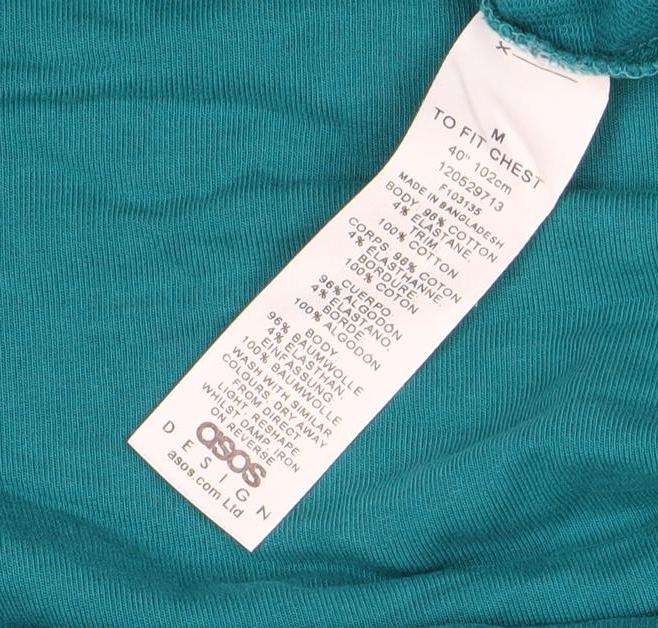 M
TO FIT CHEST
40" 102cm
120529713
F103135
MADE IN BANGLADESH
BODY. 96% COTTON
4% ELASTANE.
TRIM.
100% COTTON
CORPS. 96% COTON
4% ÉLASTHANNE.
BORDURE.
100% COTON
CUERPO.
96% ALGODÓN
4% ELASTANO.
BORDE.
100% ALGODÓN
BODY.
96% BAUMWOLLE
4% ELASTHAN.
EINFASSUNG.
100% BAUMWOLLE
WASH WITH SIMILAR
COLOURS, DRY AWAY
FROM DIRECT
LIGHT, RESHAPE
WHILST DAMP, IRON
ON REVERSE
asos
DESIGN
asos.com Ltd